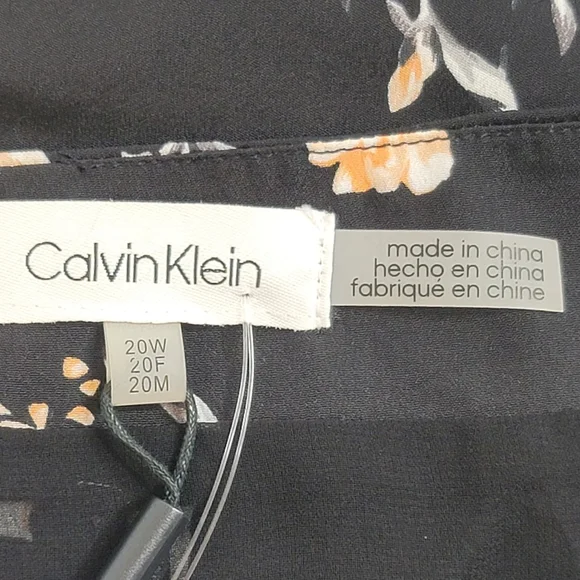 Calvin Klein
made in china
hecho en china
fabriqué en chine
20W
20F
20M